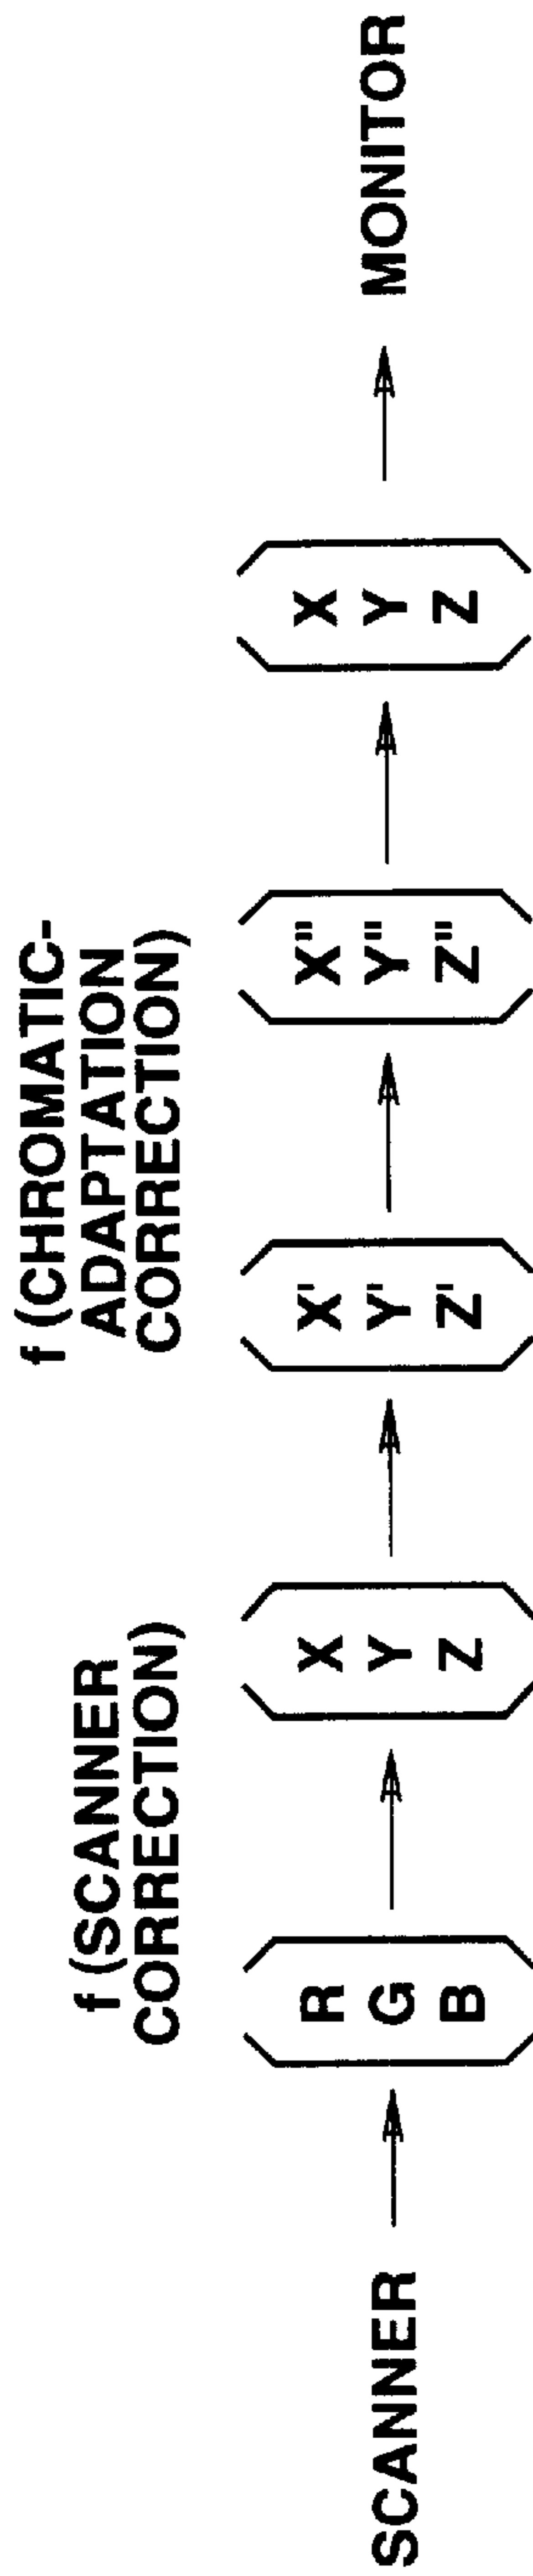 f (SCANNER
CORRECTION)
f (CHROMATIC-
ADAPTATION
CORRECTION)
SCANNER
R
G
B
X
Y
Z
X'
Y'
Z'
X"
Y"
Z"
X
Y
Z
MONITOR